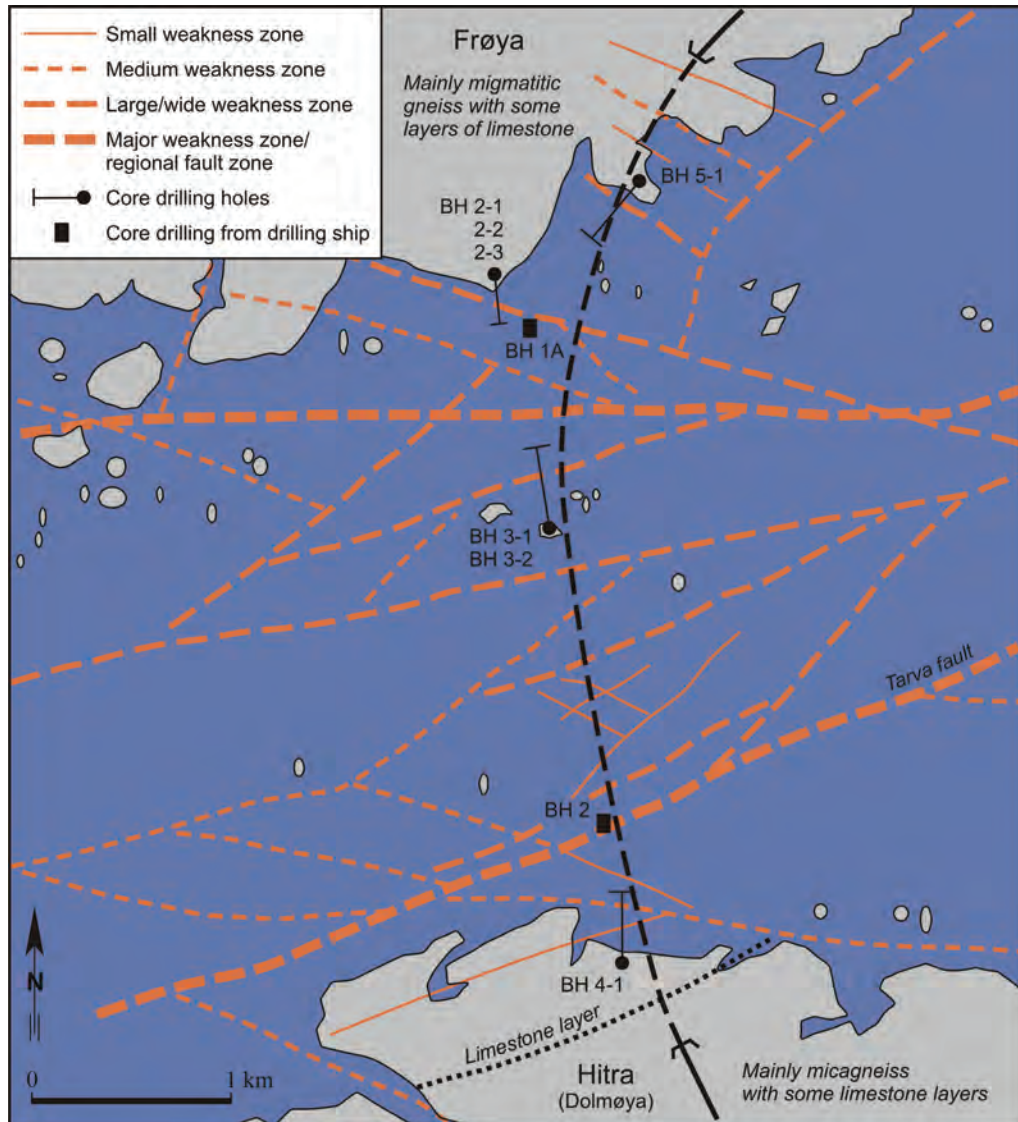 Small weakness zone
Medium weakness zone
Large/wide weakness zone
Major weakness zone/
regional fault zone
Core drilling holes
Core drilling from drilling ship
Frøya
Mainly migmatitic
gneiss with some
layers of limestone
BH 5-1
BH 2-1
2-2
2-3
BH 1A
BH 3-1
BH 3-2
Tarva fault
BH 2
BH 4-1
N
Limestone layer
0 1 km
Hitra
(Dolmøya)
Mainly micagneiss
with some limestone layers